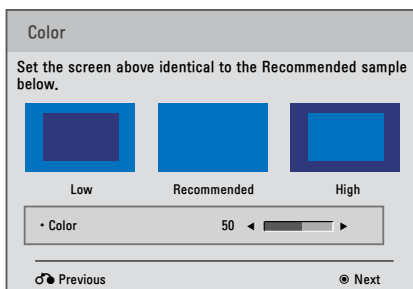 Color
Set the screen above identical to the Recommended sample
below.
Low Recommended High
• Color 50 ◄ ►
Previous ◉ Next